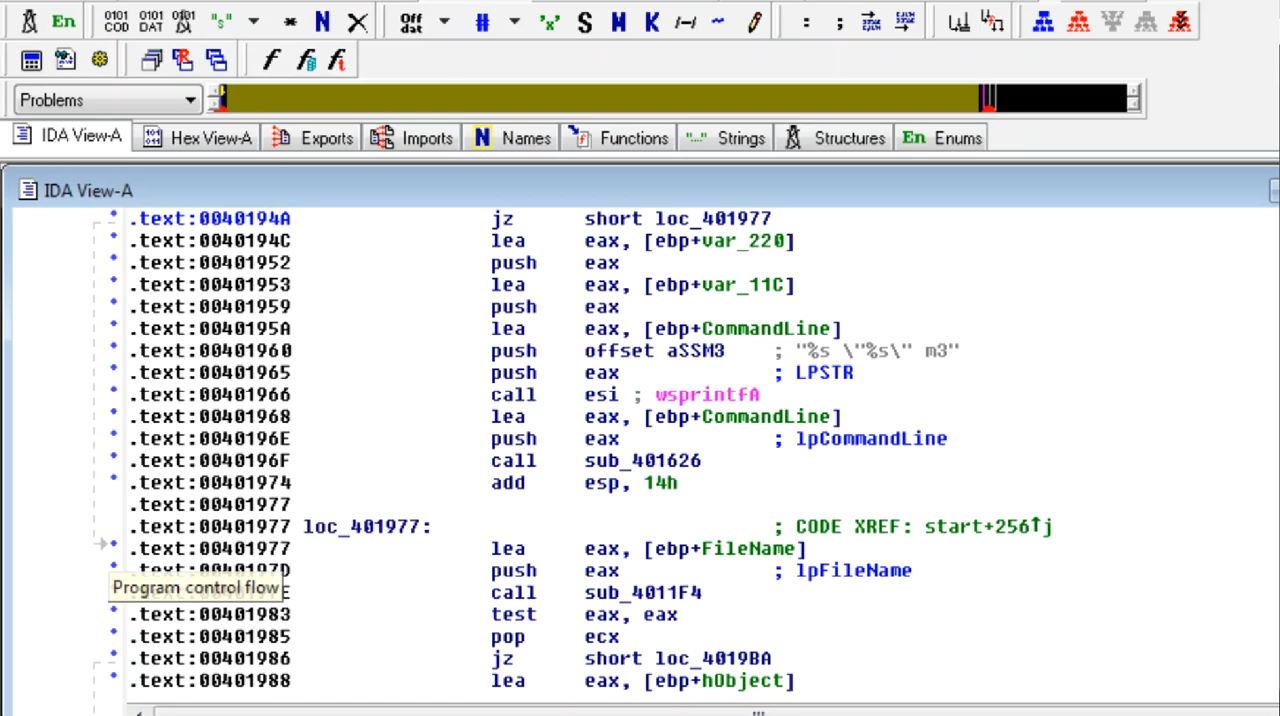 En 0101 COD 0101 DAT 0101 "s" * N Off dat # 'x' S M K ~ : ;
f f f
Problems
IDA View-A Hex View-A Exports Imports N Names Functions "..." Strings Structures En Enums
IDA View-A
.text:0040194A jz short loc_401977
.text:0040194C lea eax, [ebp+var_220]
.text:00401952 push eax
.text:00401953 lea eax, [ebp+var_11C]
.text:00401959 push eax
.text:0040195A lea eax, [ebp+CommandLine]
.text:00401960 push offset aSSM3 ; "%s \"%s\" m3"
.text:00401965 push eax ; LPSTR
.text:00401966 call esi ; wsprintfA
.text:00401968 lea eax, [ebp+CommandLine]
.text:0040196E push eax ; lpCommandLine
.text:0040196F call sub_401626
.text:00401974 add esp, 14h
.text:00401977
.text:00401977 loc_401977: ; CODE XREF: start+256↑j
.text:00401977 lea eax, [ebp+FileName]
.text:0040197D push eax ; lpFileName
Program control flow E call sub_4011F4
.text:00401983 test eax, eax
.text:00401985 pop ecx
.text:00401986 jz short loc_4019BA
.text:00401988 lea eax, [ebp+hObject]